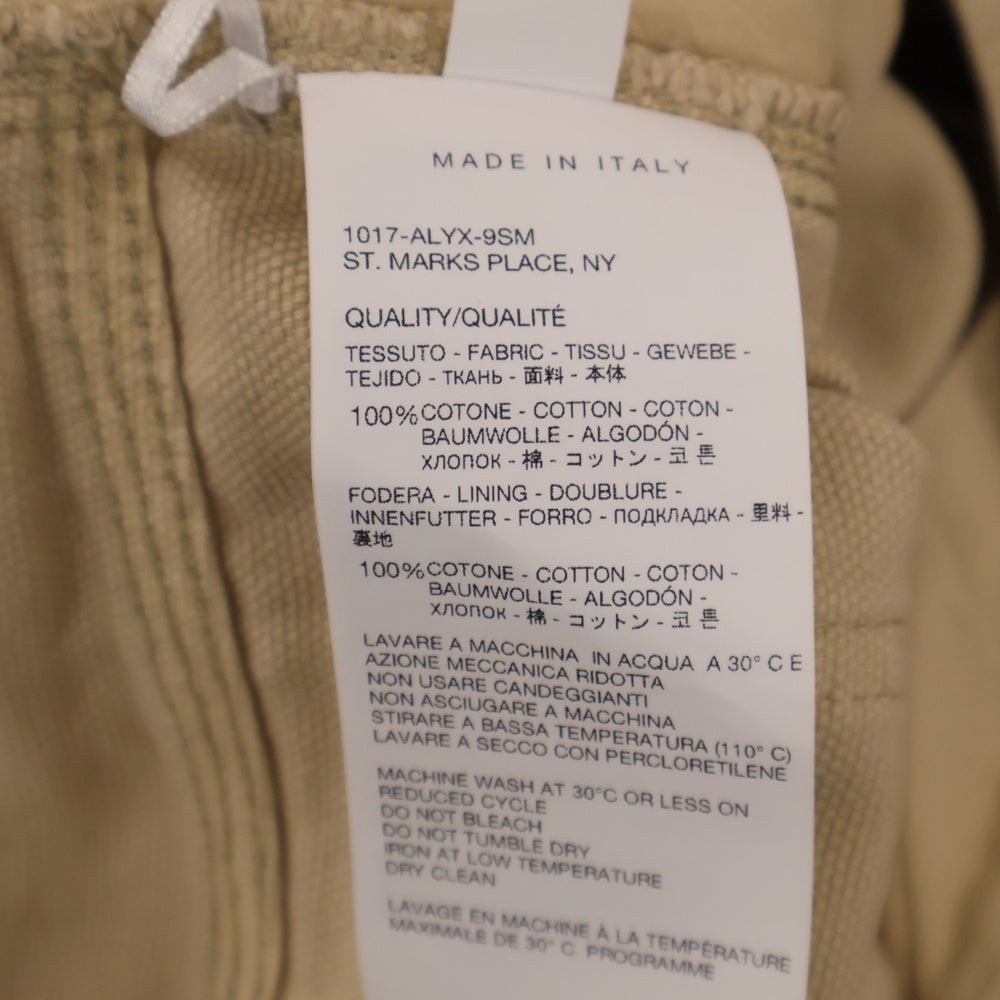 MADE IN ITALY
1017-ALYX-9SM
ST. MARKS PLACE, NY
QUALITY/QUALITÉ
TESSUTO - FABRIC - TISSU - GEWEBE -
TEJIDO - ТКАНЬ - 面料 - 本体
100% COTONE - COTTON - COTON -
BAUMWOLLE - ALGODÓN -
ХЛОПОК - 棉 - コットン - 코튼
FODERA - LINING - DOUBLURE -
INNENFUTTER - FORRO - ПОДКЛАДКА - 里料 -
裏地
100% COTONE - COTTON - COTON -
BAUMWOLLE - ALGODÓN -
ХЛОПОК - 棉 - コットン - 코튼
LAVARE A MACCHINA IN ACQUA A 30° C E
AZIONE MECCANICA RIDOTTA
NON USARE CANDEGGIANTI
NON ASCIUGARE A MACCHINA
STIRARE A BASSA TEMPERATURA (110° C)
LAVARE A SECCO CON PERCLORETILENE
MACHINE WASH AT 30°C OR LESS ON
REDUCED CYCLE
DO NOT BLEACH
DO NOT TUMBLE DRY
IRON AT LOW TEMPERATURE
DRY CLEAN
LAVAGE EN MACHINE À LA TEMPÉRATURE
MAXIMALE DE 30° C. PROGRAMME